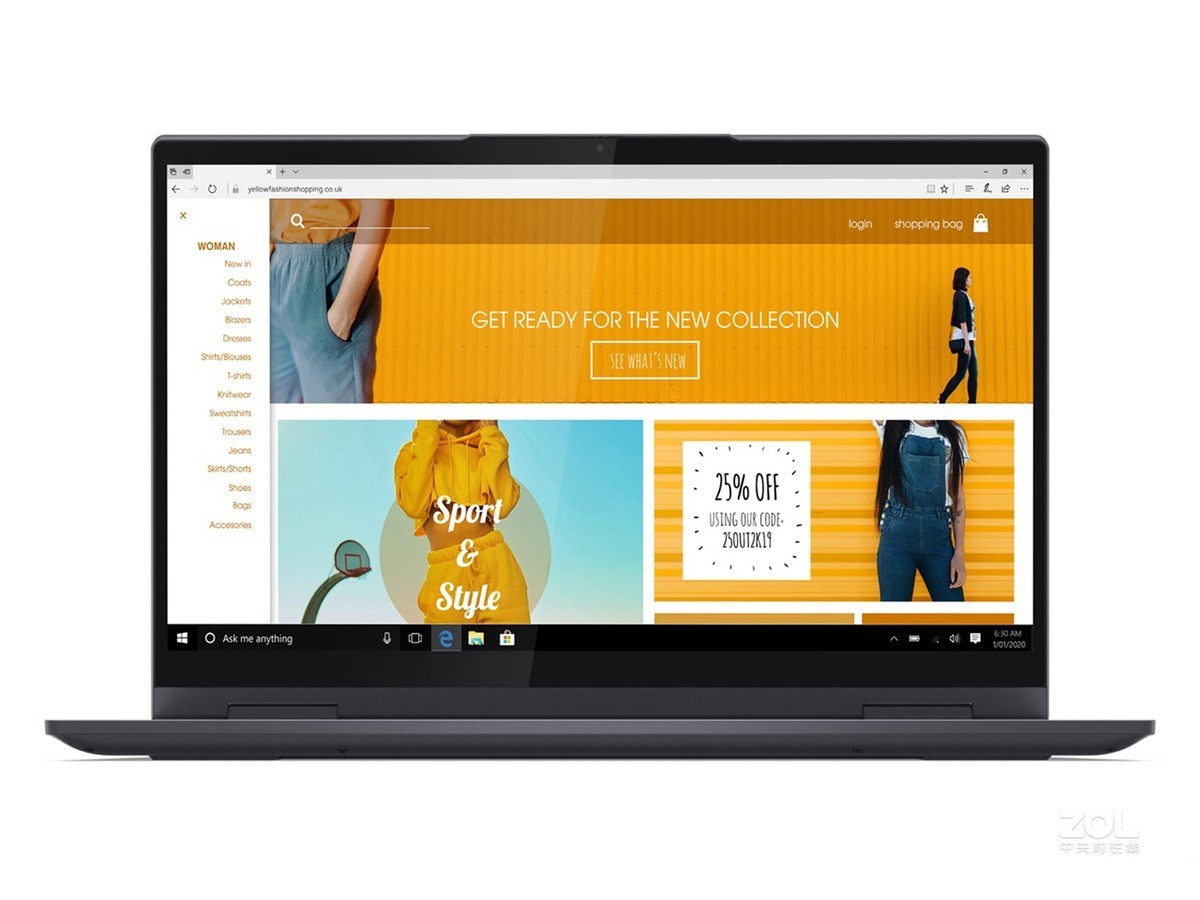 yellowfashionshopping.co.uk
login
shopping bag
WOMAN
New in
Coats
Jackets
Blazers
Dresses
Shirts/Blouses
T-shirts
Knitwear
Sweatshirts
Trousers
Jeans
Skirts/Shorts
Shoes
Bags
Accesories
GET READY FOR THE NEW COLLECTION
SEE WHAT'S NEW
Sport
&
Style
25% OFF
USING OUR CODE:
25OUT2K19
Ask me anything
6:30 AM
1/01/2020
ZOL
中关村在线